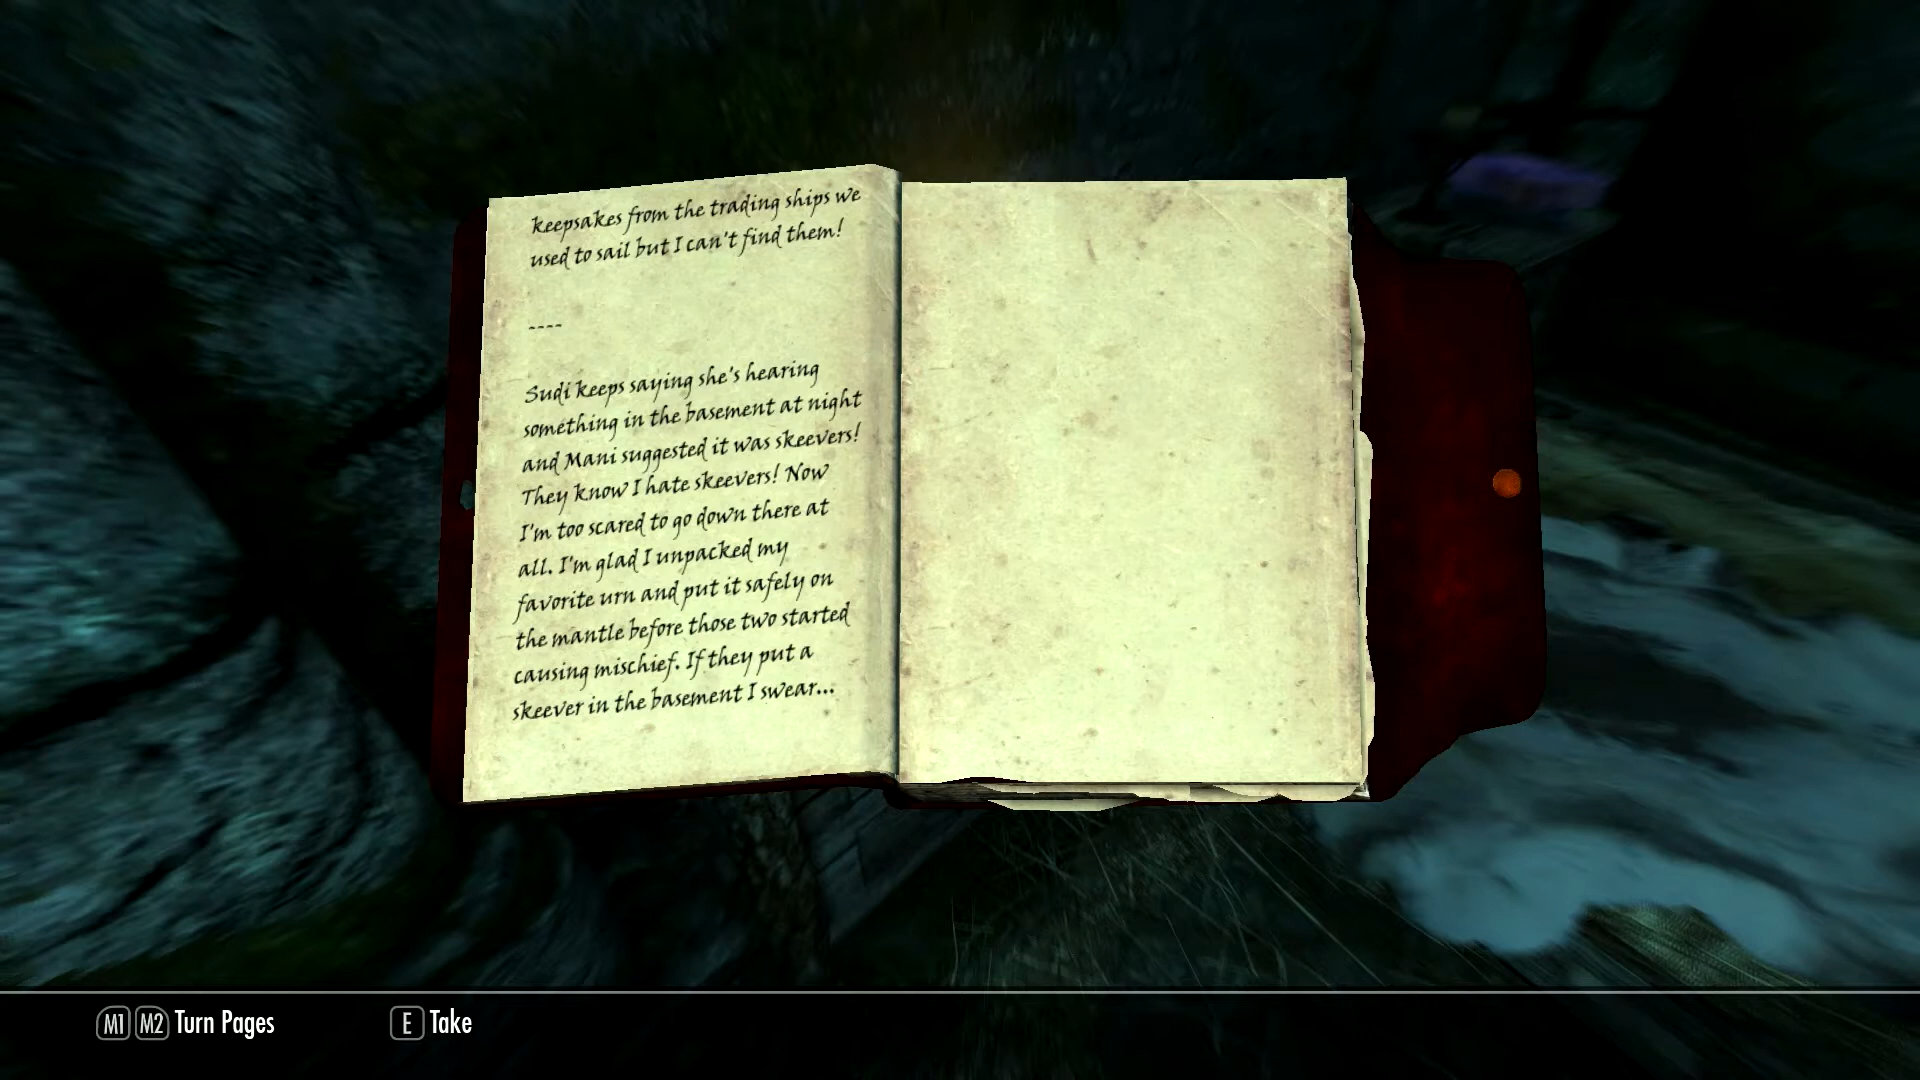 keepsakes from the trading ships we
used to sail but I can't find them!
----
Sudi keeps saying she's hearing
something in the basement at night
and Mani suggested it was skeevers!
They know I hate skeevers! Now
I'm too scared to go down there at
all. I'm glad I unpacked my
favorite urn and put it safely on
the mantle before those two started
causing mischief. If they put a
skeever in the basement I swear...
M1 M2 Turn Pages
E Take